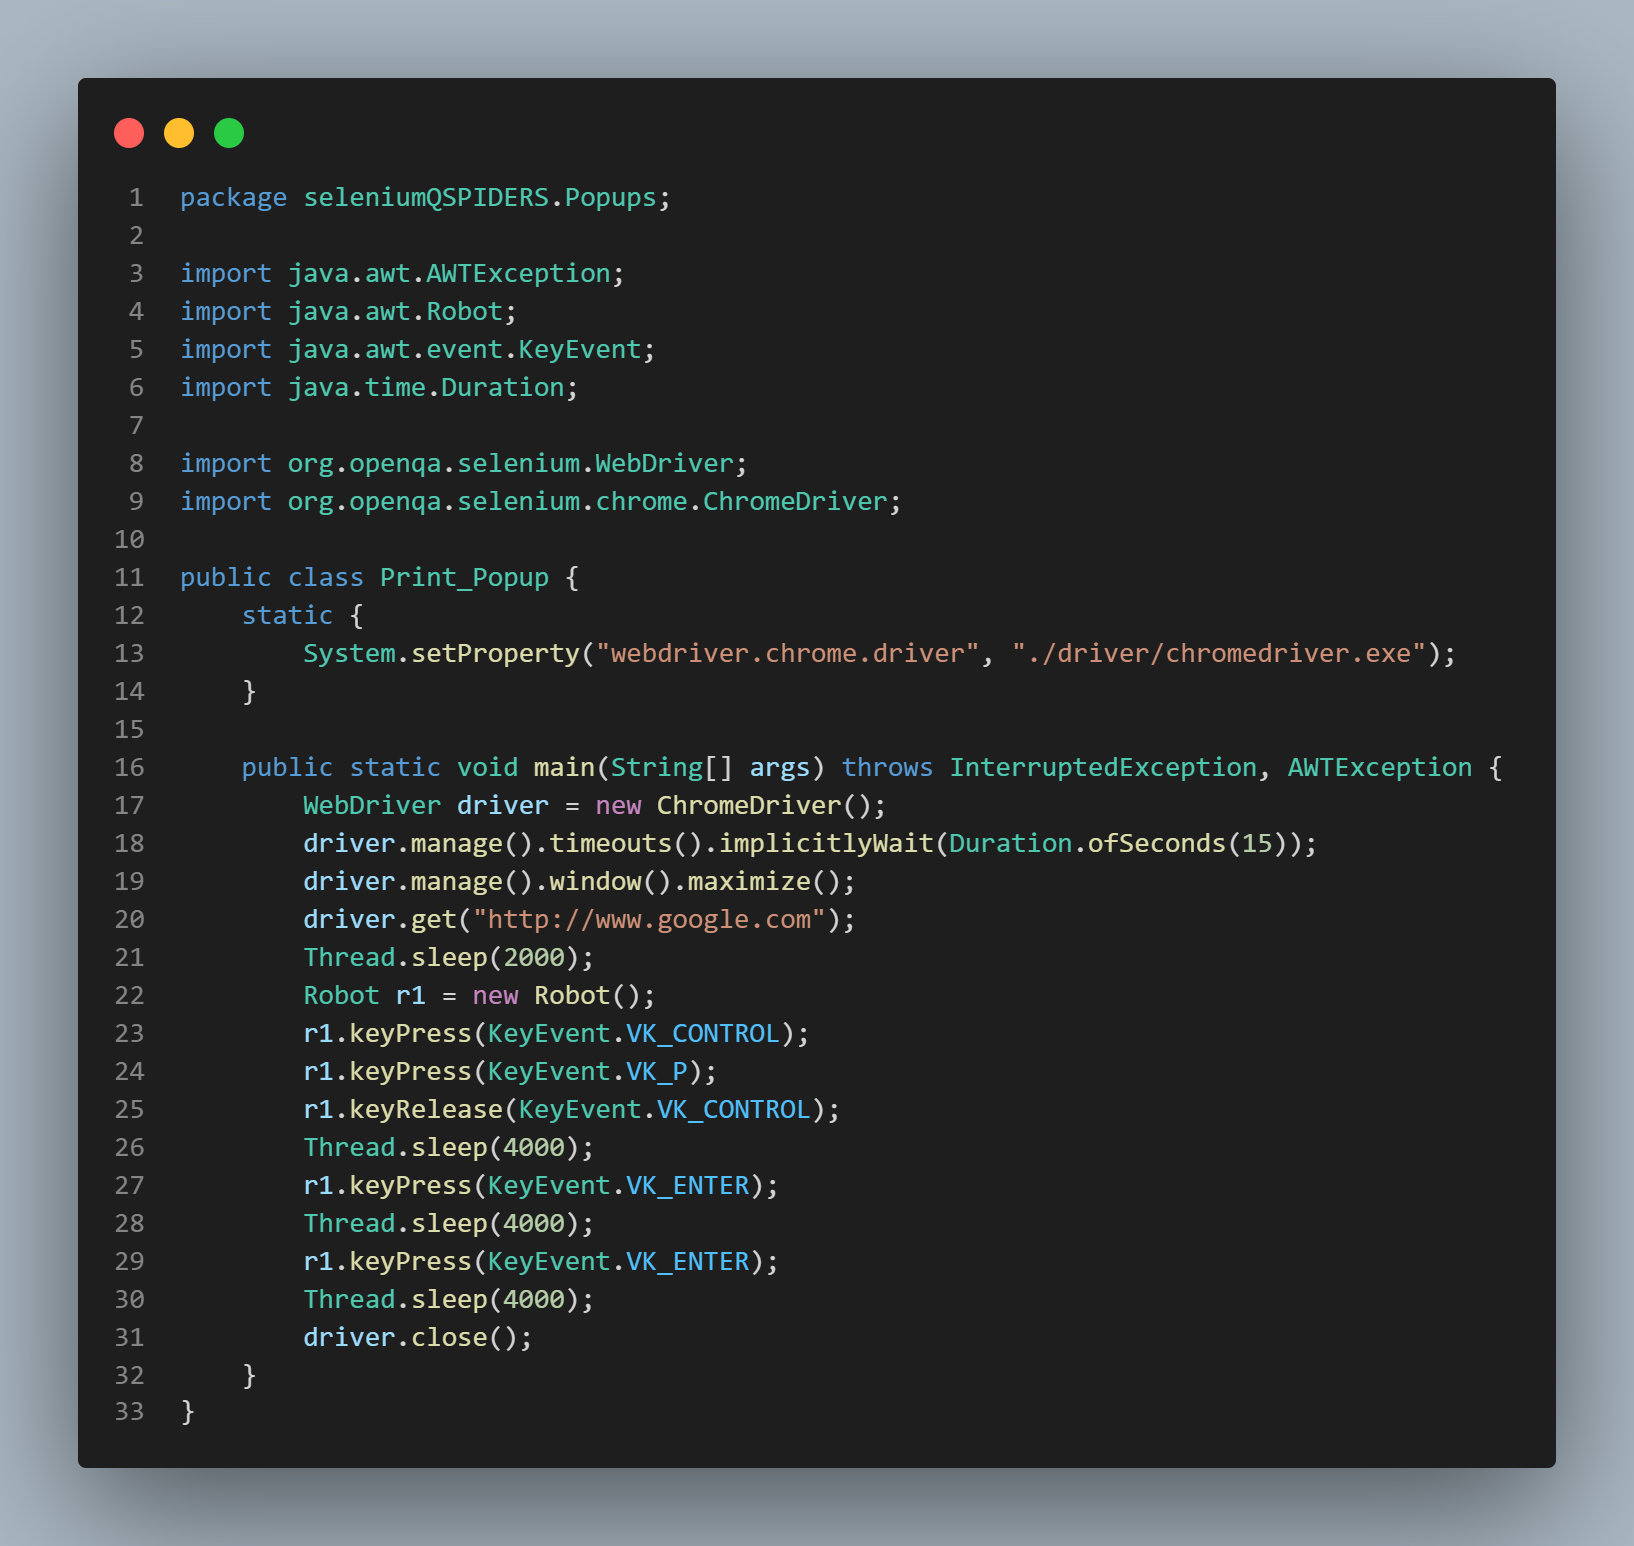 1 package seleniumQSPIDERS.Popups;
2
3 import java.awt.AWTException;
4 import java.awt.Robot;
5 import java.awt.event.KeyEvent;
6 import java.time.Duration;
7
8 import org.openqa.selenium.WebDriver;
9 import org.openqa.selenium.chrome.ChromeDriver;
10
11 public class Print_Popup {
12     static {
13         System.setProperty("webdriver.chrome.driver", "./driver/chromedriver.exe");
14     }
15
16     public static void main(String[] args) throws InterruptedException, AWTException {
17         WebDriver driver = new ChromeDriver();
18         driver.manage().timeouts().implicitlyWait(Duration.ofSeconds(15));
19         driver.manage().window().maximize();
20         driver.get("http://www.google.com");
21         Thread.sleep(2000);
22         Robot r1 = new Robot();
23         r1.keyPress(KeyEvent.VK_CONTROL);
24         r1.keyPress(KeyEvent.VK_P);
25         r1.keyRelease(KeyEvent.VK_CONTROL);
26         Thread.sleep(4000);
27         r1.keyPress(KeyEvent.VK_ENTER);
28         Thread.sleep(4000);
29         r1.keyPress(KeyEvent.VK_ENTER);
30         Thread.sleep(4000);
31         driver.close();
32     }
33 }